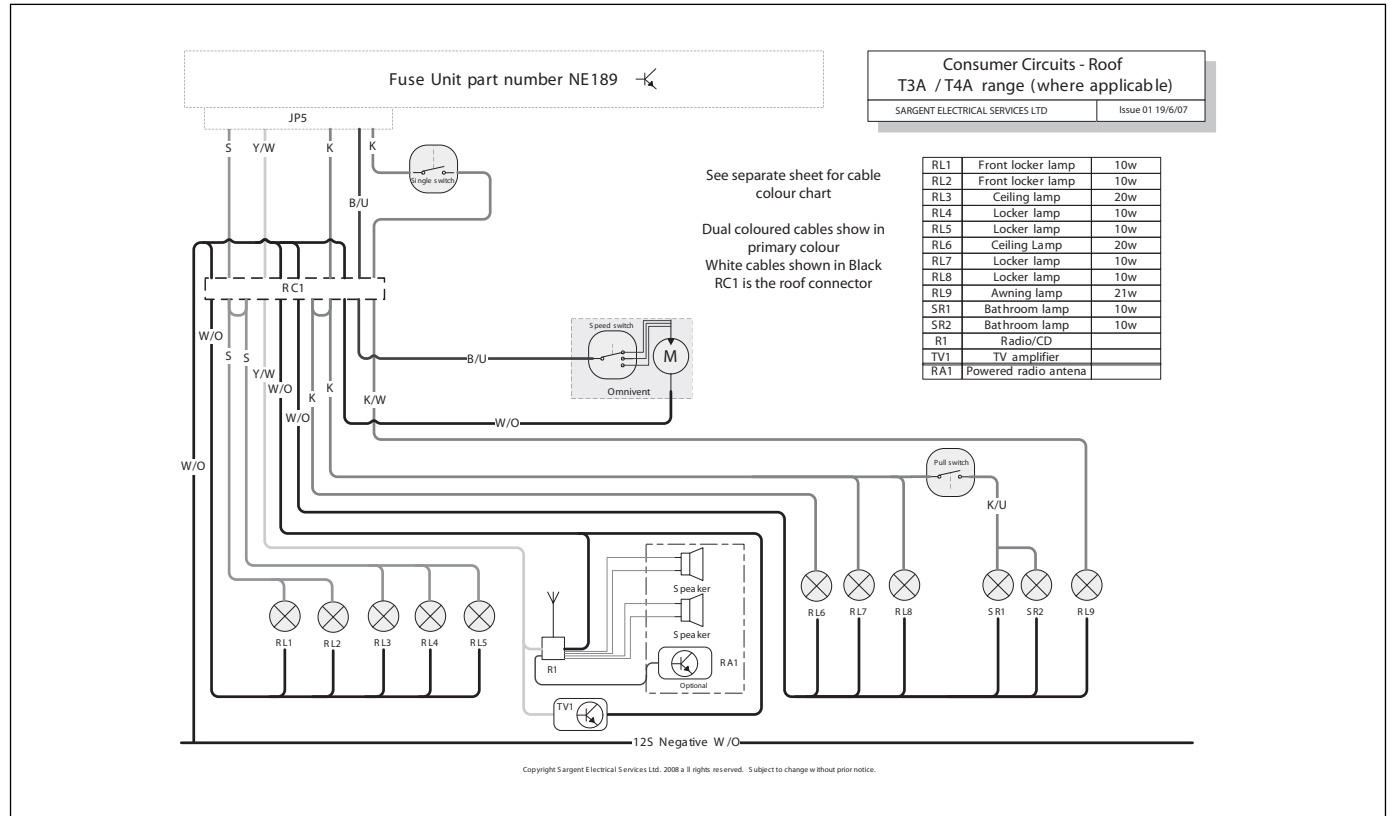 Fuse Unit part number NE189
JP5
Consumer Circuits - Roof
T3A / T4A range (where applicable)
SARGENT ELECTRICAL SERVICES LTD
Issue 01 19/6/07
S
Y/W
K
K
Single switch
B/U
See separate sheet for cable
colour chart
Dual coloured cables show in
primary colour
White cables shown in Black
RC1 is the roof connector
RL1 Front locker lamp 10w
RL2 Front locker lamp 10w
RL3 Ceiling lamp 20w
RL4 Locker lamp 10w
RL5 Locker lamp 10w
RL6 Ceiling Lamp 20w
RL7 Locker lamp 10w
RL8 Locker lamp 10w
RL9 Awning lamp 21w
SR1 Bathroom lamp 10w
SR2 Bathroom lamp 10w
R1 Radio/CD
TV1 TV amplifier
RA1 Powered radio antena
RC1
W/O
S
S
Y/W
W/O
W/O
K
K
K/W
B/U
Speed switch
M
Omnivent
W/O
W/O
Pull switch
K/U
Speaker
Speaker
RA1
Optional
R1
TV1
RL1
RL2
RL3
RL4
RL5
RL6
RL7
RL8
SR1
SR2
RL9
12S Negative W/O
Copyright Sargent Electrical Services Ltd. 2008 all rights reserved. Subject to change without prior notice.